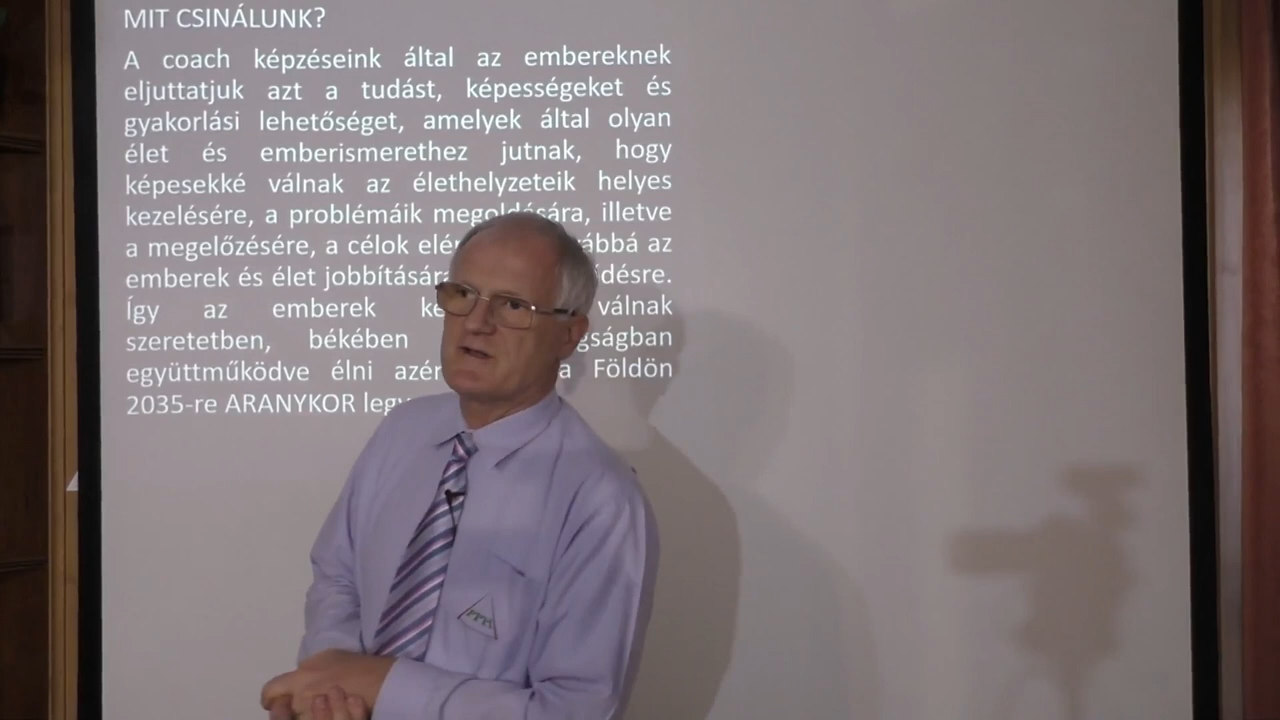 MIT CSINÁLUNK?
A coach képzéseink által az embereknek
eljuttatjuk azt a tudást, képességeket és
gyakorlási lehetőséget, amelyek által olyan
élet és emberismerethez jutnak, hogy
képesekké válnak az élethelyzeteik helyes
kezelésére, a problémáik megoldására, illetve
a megelőzésére, a célok az
emberek és élet jobbítására
Így az emberek válnak
szeretetben, békében
együttműködve élni a Földön
2035-re ARANYKOR